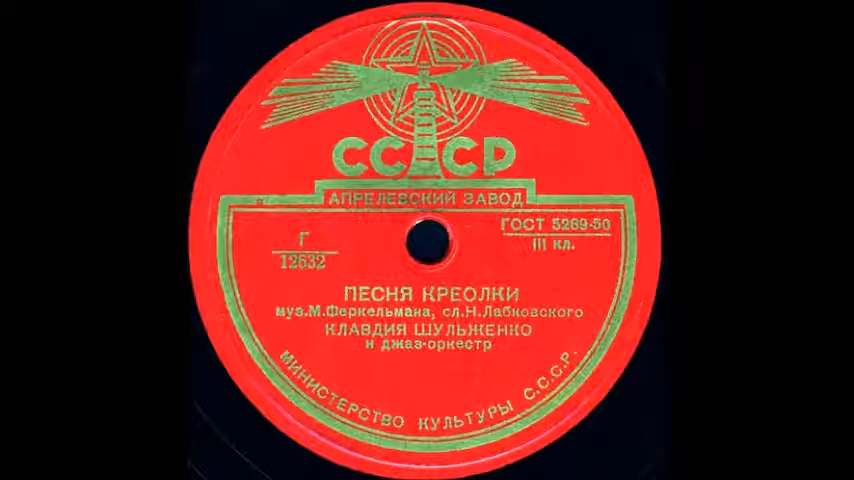 СССР
АПРЕЛЕВСКИЙ ЗАВОД
ГОСТ 5289-50
III кл.
Г
12632
ПЕСНЯ КРЕОЛКИ
муз.М.Феркельмана, сл.Н.Лабковского
КЛАВДИЯ ШУЛЬЖЕНКО
и джаз-оркестр
МИНИСТЕРСТВО КУЛЬТУРЫ С.С.С.Р.